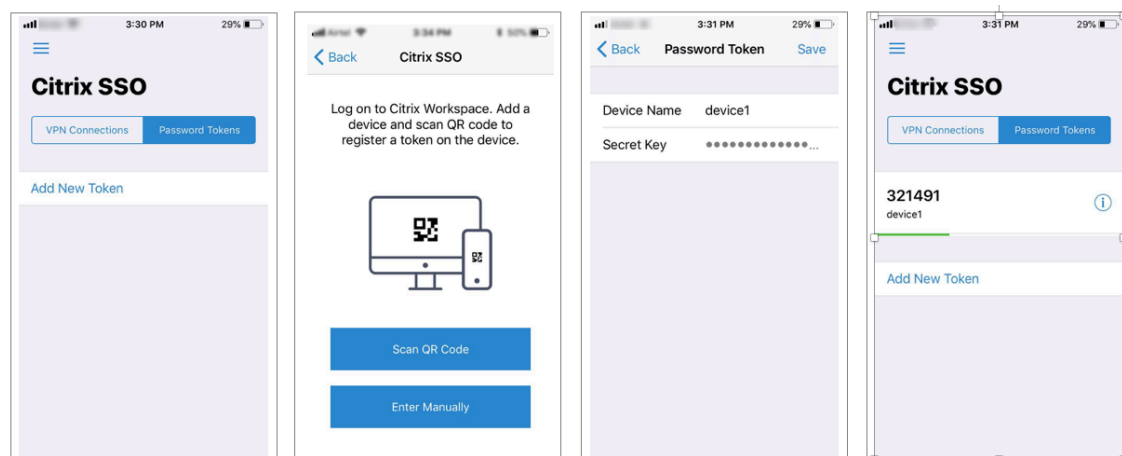 3:30 PM 29%
Citrix SSO
VPN Connections Password Tokens
Add New Token
3:34 PM 50%
Back Citrix SSO
Log on to Citrix Workspace. Add a
device and scan QR code to
register a token on the device.
Scan QR Code
Enter Manually
3:31 PM 29%
Back Password Token Save
Device Name device1
Secret Key ●●●●●●●●●●●●●●...
3:31 PM 29%
Citrix SSO
VPN Connections Password Tokens
321491
device1
Add New Token